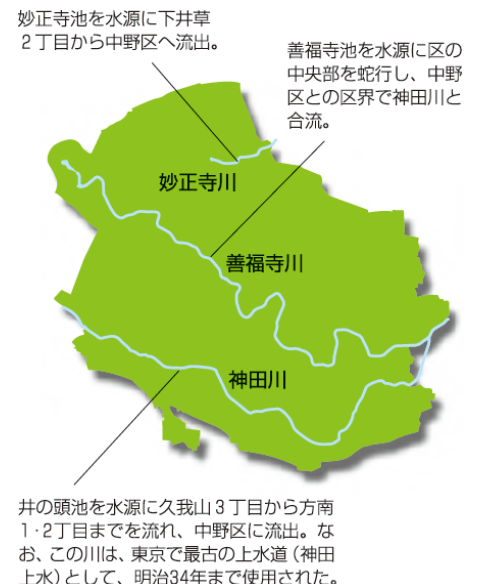 妙正寺池を水源に下井草
2丁目から中野区へ流出。
善福寺池を水源に区の
中央部を蛇行し、中野
区との区界で神田川と
合流。
妙正寺川
善福寺川
神田川
井の頭池を水源に久我山3丁目から方南
1・2丁目までを流れ、中野区に流出。な
お、この川は、東京で最古の上水道（神田
上水）として、明治34年まで使用された。